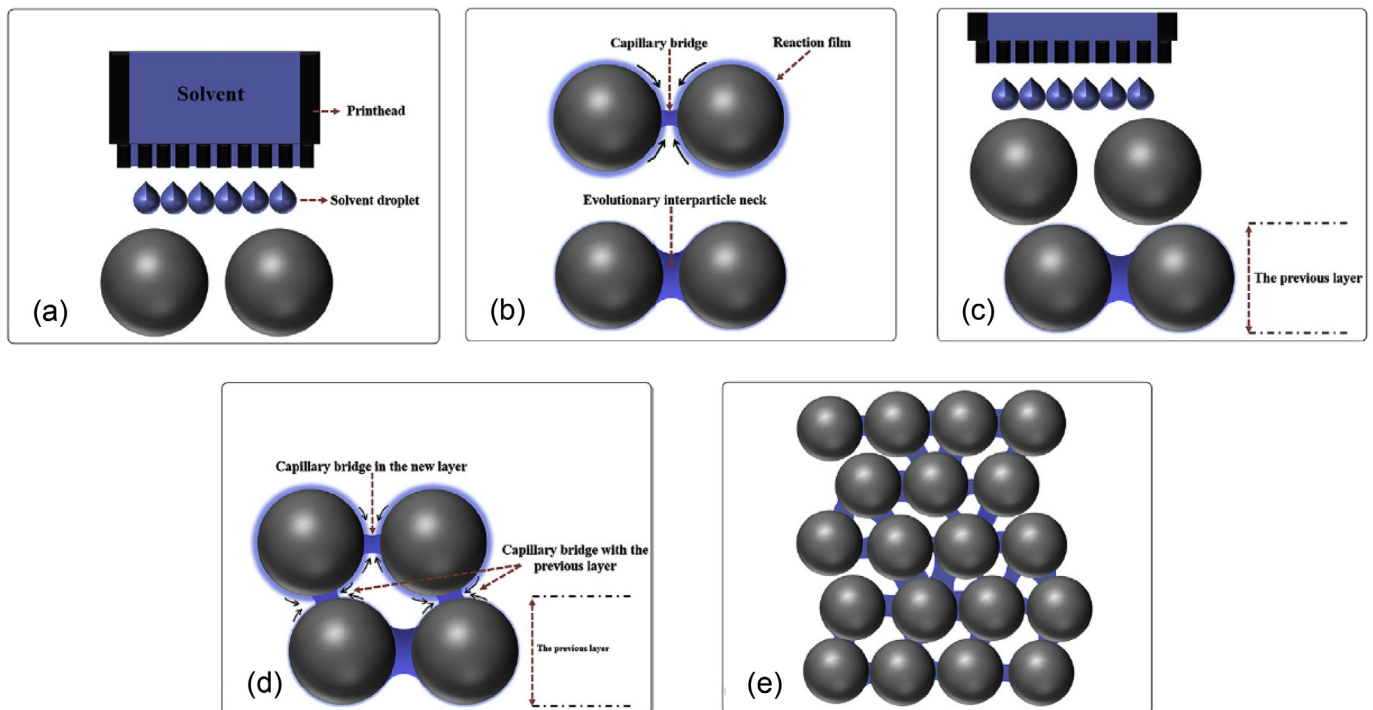 Solvent
Printhead
Solvent droplet
(a)
Capillary bridge
Reaction film
Evolutionary interparticle neck
(b)
The previous layer
(c)
Capillary bridge in the new layer
Capillary bridge with the
previous layer
The previous layer
(d)
(e)